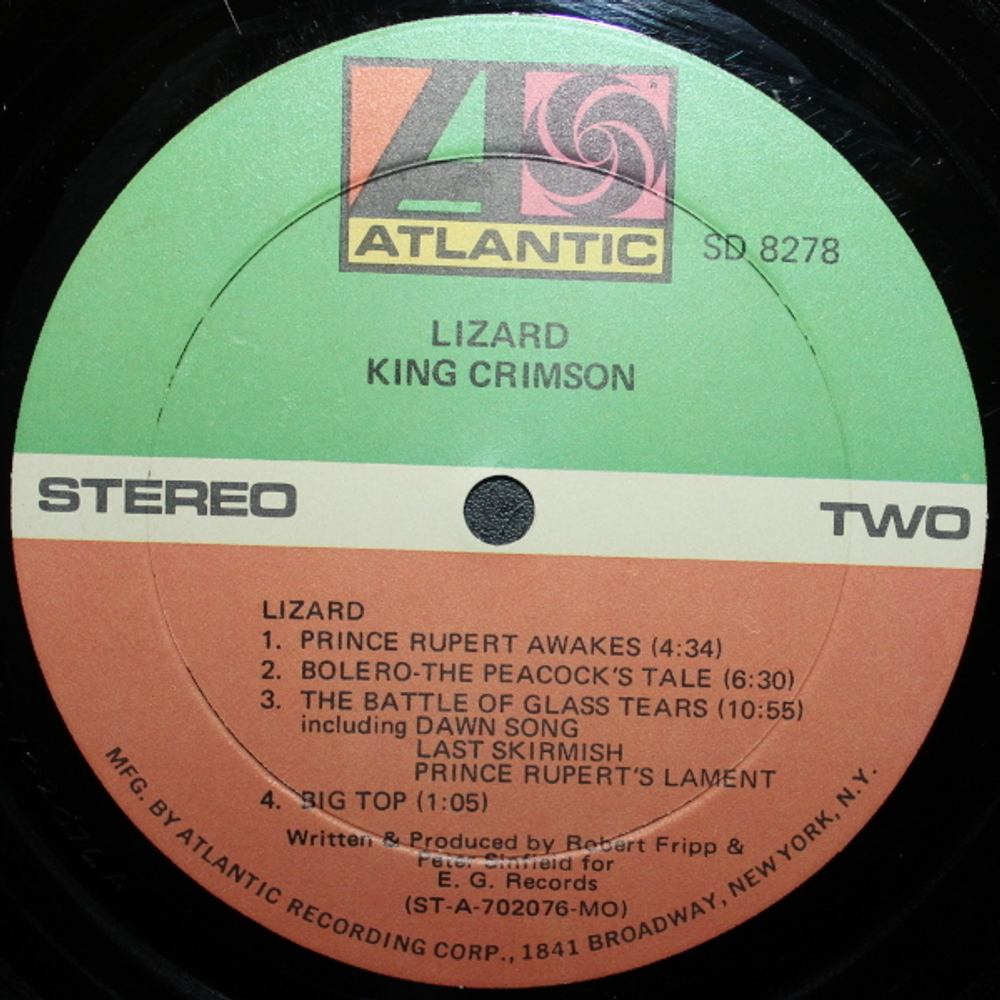 ATLANTIC
SD 8278
LIZARD
KING CRIMSON
STEREO
TWO
LIZARD
1. PRINCE RUPERT AWAKES (4:34)
2. BOLERO-THE PEACOCK'S TALE (6:30)
3. THE BATTLE OF GLASS TEARS (10:55)
including DAWN SONG
LAST SKIRMISH
PRINCE RUPERT'S LAMENT
4. BIG TOP (1:05)
Written & Produced by Robert Fripp &
Peter Sinfield for
E. G. Records
(ST-A-702076-MO)
MFG. BY ATLANTIC RECORDING CORP., 1841 BROADWAY, NEW YORK, N.Y.